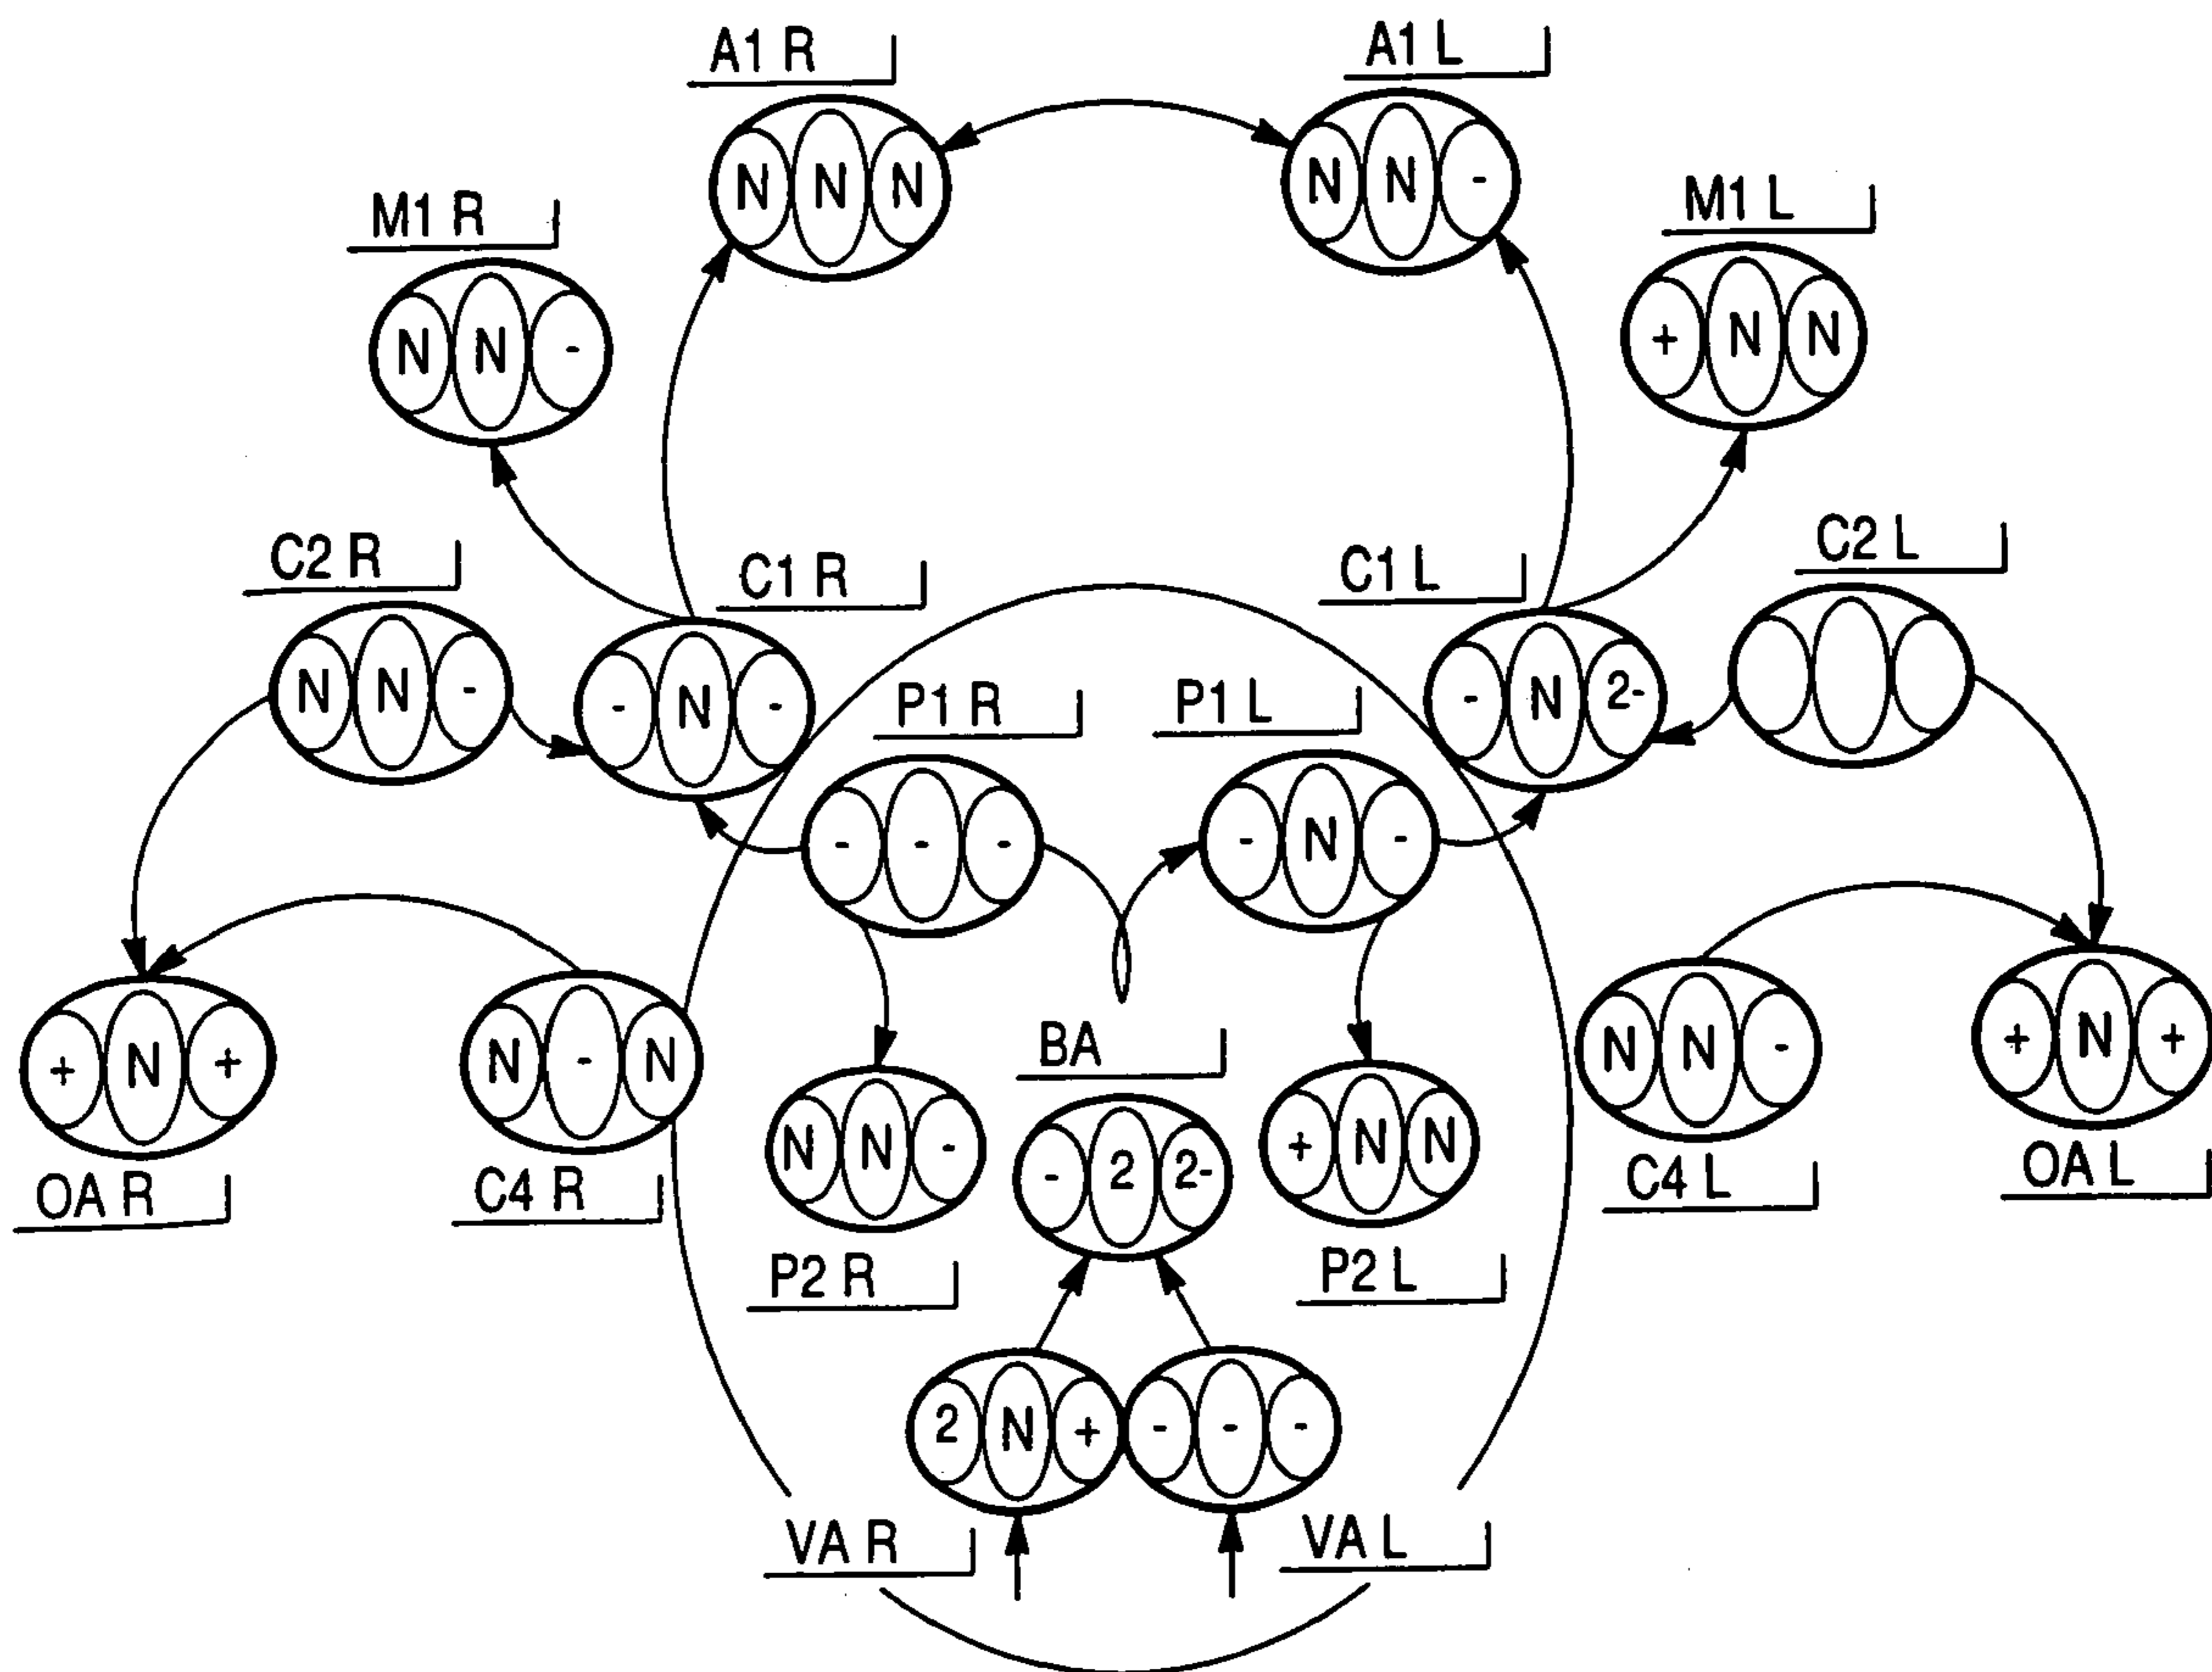 A1 R
A1 L
N N N
N N -
M1 R
M1 L
N N -
+ N N
C2 R
C1 R
C1 L
C2 L
N N -
- N -
P1 R
P1 L
- N 2-
- - -
- N -
+ N +
N - N
BA
N N -
+ N +
OA R
C4 R
N N -
- 2 2-
+ N N
C4 L
OA L
P2 R
P2 L
2 N +
- - -
VA R
VA L